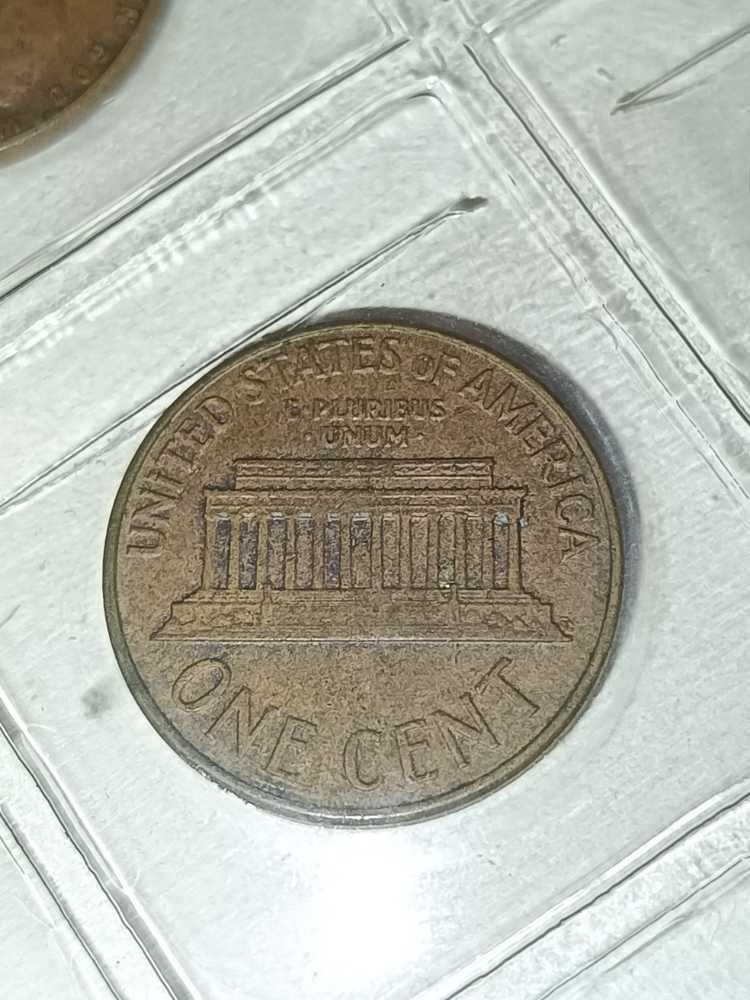 UNITED STATES OF AMERICA
E·PLURIBUS
·UNUM·
ONE CENT